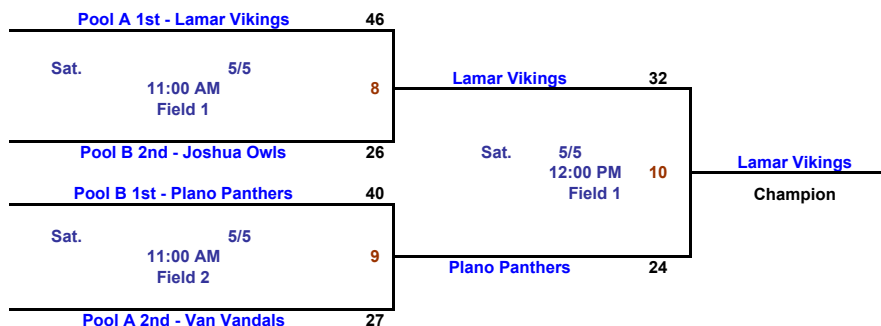 Pool A 1st - Lamar Vikings 46
Sat. 5/5
11:00 AM 8
Field 1
Pool B 2nd - Joshua Owls 26
Pool B 1st - Plano Panthers 40
Sat. 5/5
11:00 AM 9
Field 2
Pool A 2nd - Van Vandals 27
Lamar Vikings 32
Sat. 5/5
12:00 PM 10
Field 1
Plano Panthers 24
Lamar Vikings
Champion